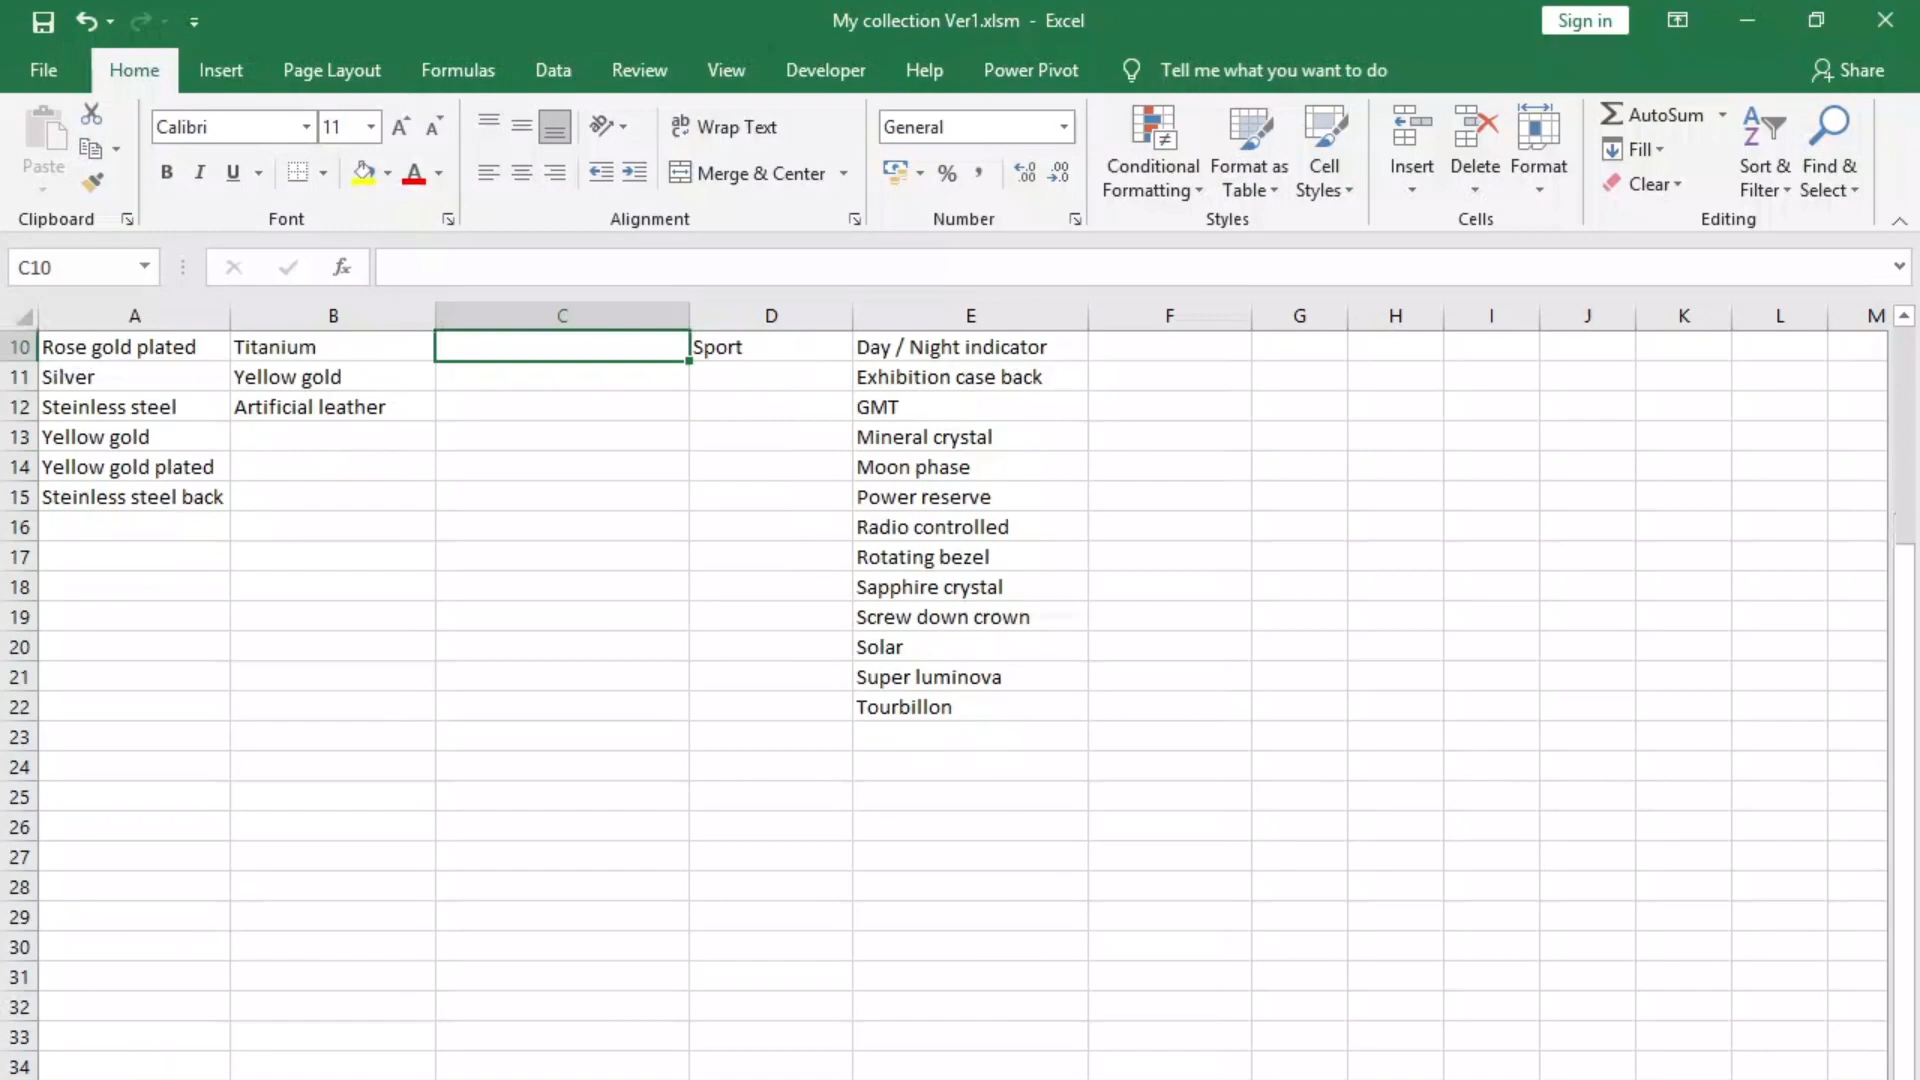 My collection Ver1.xlsm - Excel
Sign in
File Home Insert Page Layout Formulas Data Review View Developer Help Power Pivot Tell me what you want to do Share
Paste
Calibri 11
B I U
ab Wrap Text
Merge & Center
General
%
Conditional Formatting
Format as Table
Cell Styles
Insert
Delete
Format
AutoSum
Fill
Clear
Sort & Filter
Find & Select
Clipboard Font Alignment Number Styles Cells Editing
C10 fx
A B C D E F G H I J K L M
10 Rose gold plated Titanium Sport Day / Night indicator
11 Silver Yellow gold Exhibition case back
12 Steinless steel Artificial leather GMT
13 Yellow gold Mineral crystal
14 Yellow gold plated Moon phase
15 Steinless steel back Power reserve
16 Radio controlled
17 Rotating bezel
18 Sapphire crystal
19 Screw down crown
20 Solar
21 Super luminova
22 Tourbillon
23
24
25
26
27
28
29
30
31
32
33
34